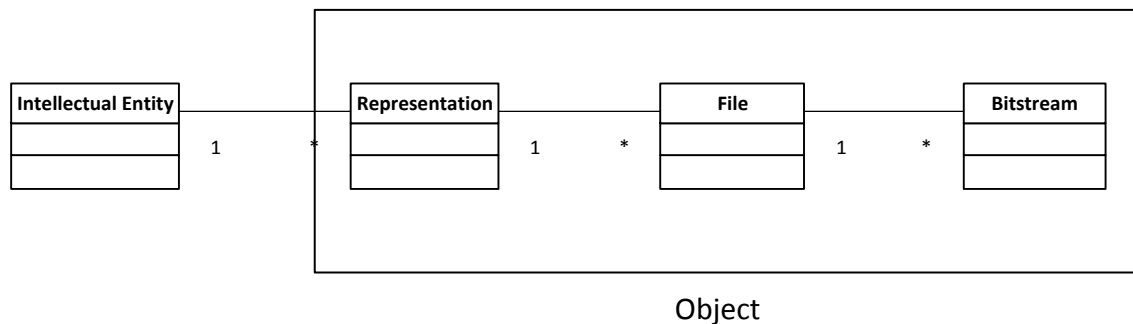 Intellectual Entity Representation File Bitstream
1 * 1 * 1 *
Object